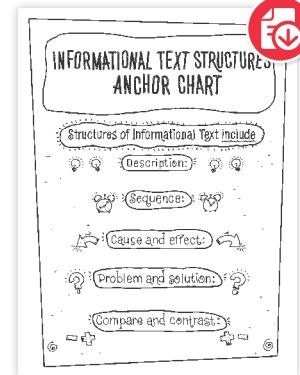 INFORMATIONAL TEXT STRUCTURES
ANCHOR CHART
Structures of Informational Text include
Description:
Sequence:
Cause and effect:
Problem and solution:
Compare and contrast: